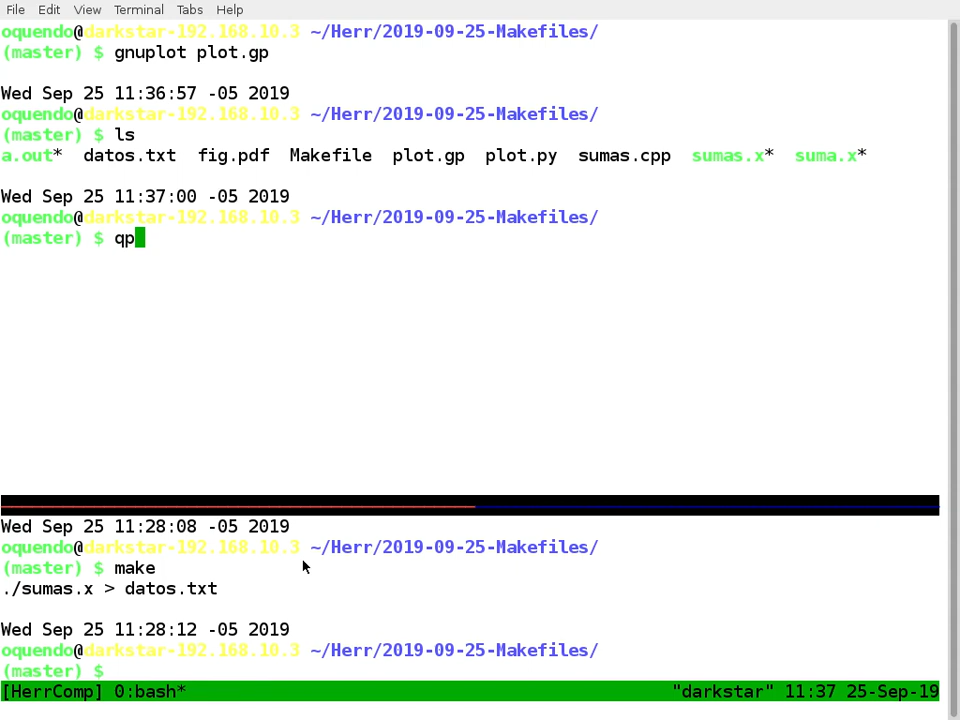 File Edit View Terminal Tabs Help
oquendo@darkstar-192.168.10.3 ~/Herr/2019-09-25-Makefiles/
(master) $ gnuplot plot.gp
Wed Sep 25 11:36:57 -05 2019
oquendo@darkstar-192.168.10.3 ~/Herr/2019-09-25-Makefiles/
(master) $ ls
a.out* datos.txt fig.pdf Makefile plot.gp plot.py sumas.cpp sumas.x* suma.x*
Wed Sep 25 11:37:00 -05 2019
oquendo@darkstar-192.168.10.3 ~/Herr/2019-09-25-Makefiles/
(master) $ qp
Wed Sep 25 11:28:08 -05 2019
oquendo@darkstar-192.168.10.3 ~/Herr/2019-09-25-Makefiles/
(master) $ make
./sumas.x > datos.txt
Wed Sep 25 11:28:12 -05 2019
oquendo@darkstar-192.168.10.3 ~/Herr/2019-09-25-Makefiles/
(master) $
[HerrComp] 0:bash* "darkstar" 11:37 25-Sep-19